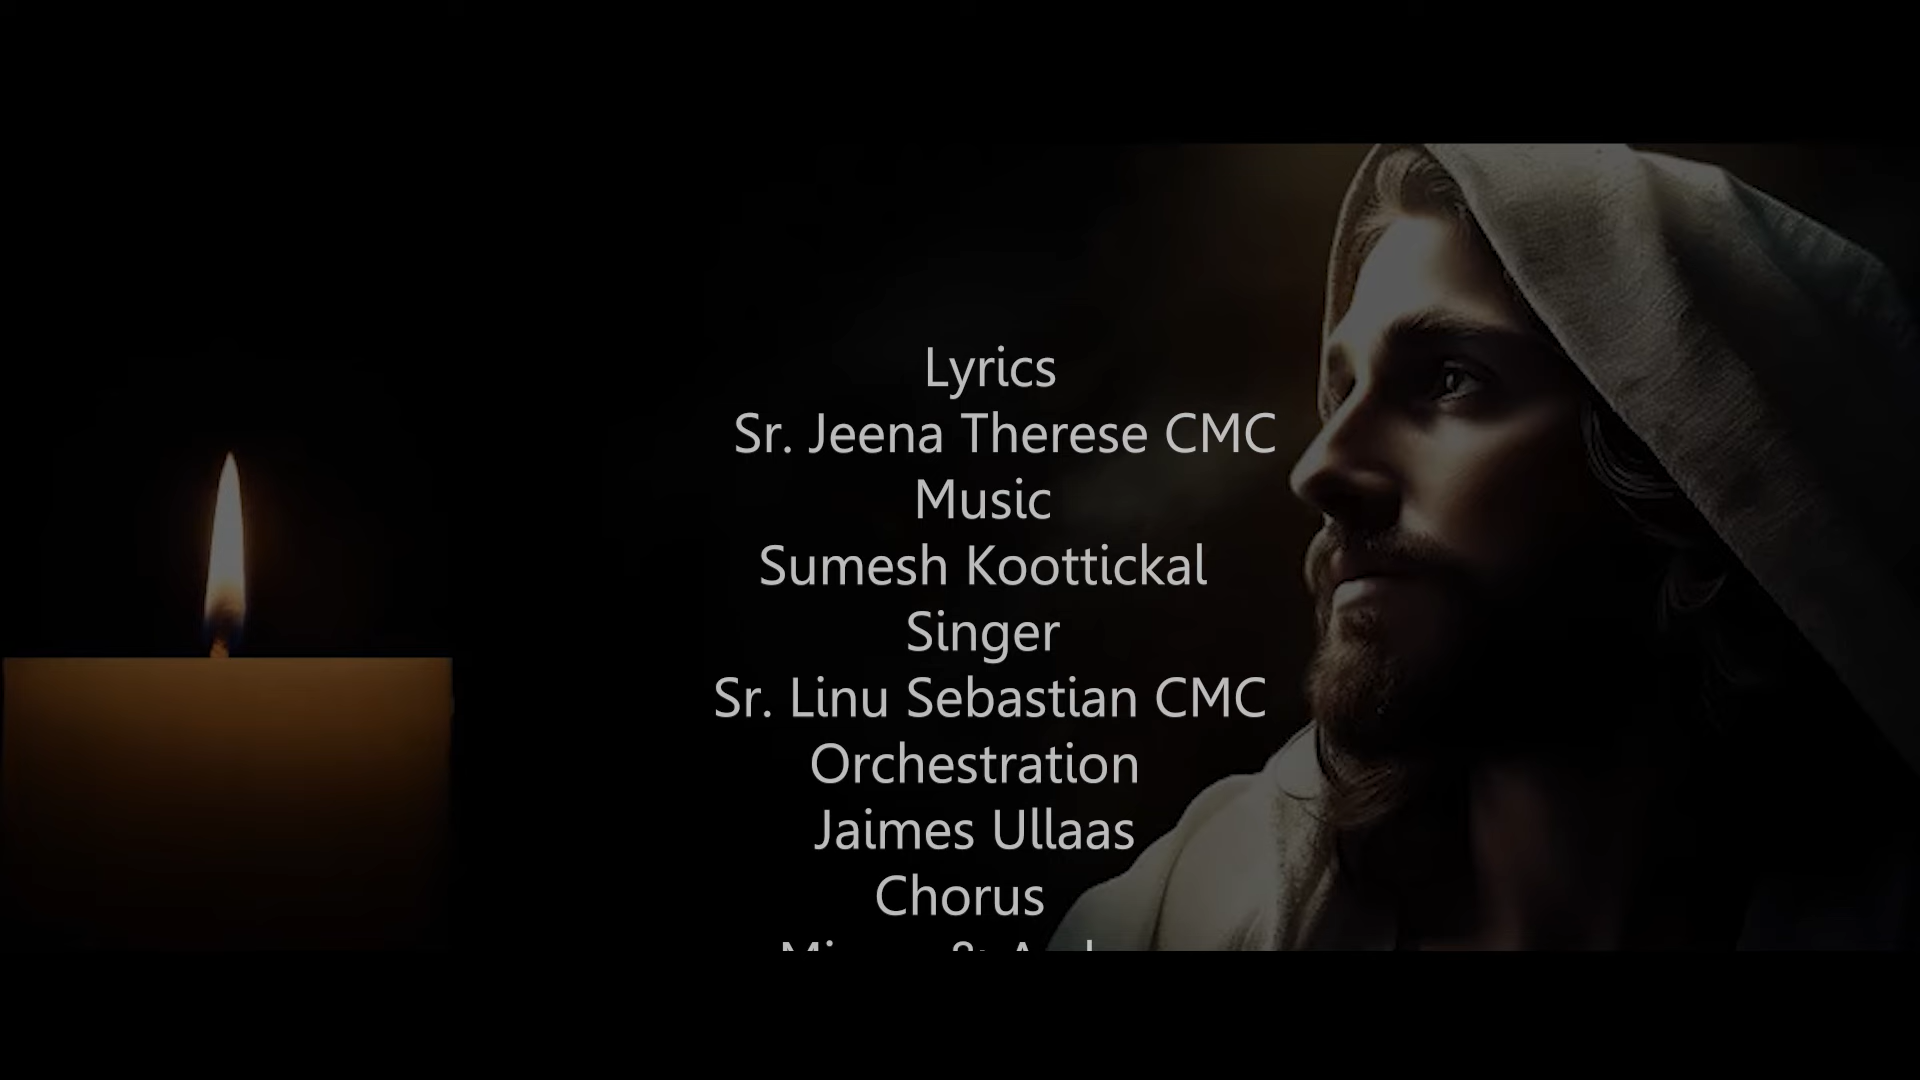 Lyrics
Sr. Jeena Therese CMC
Music
Sumesh Koottickal
Singer
Sr. Linu Sebastian CMC
Orchestration
Jaimes Ullaas
Chorus
&